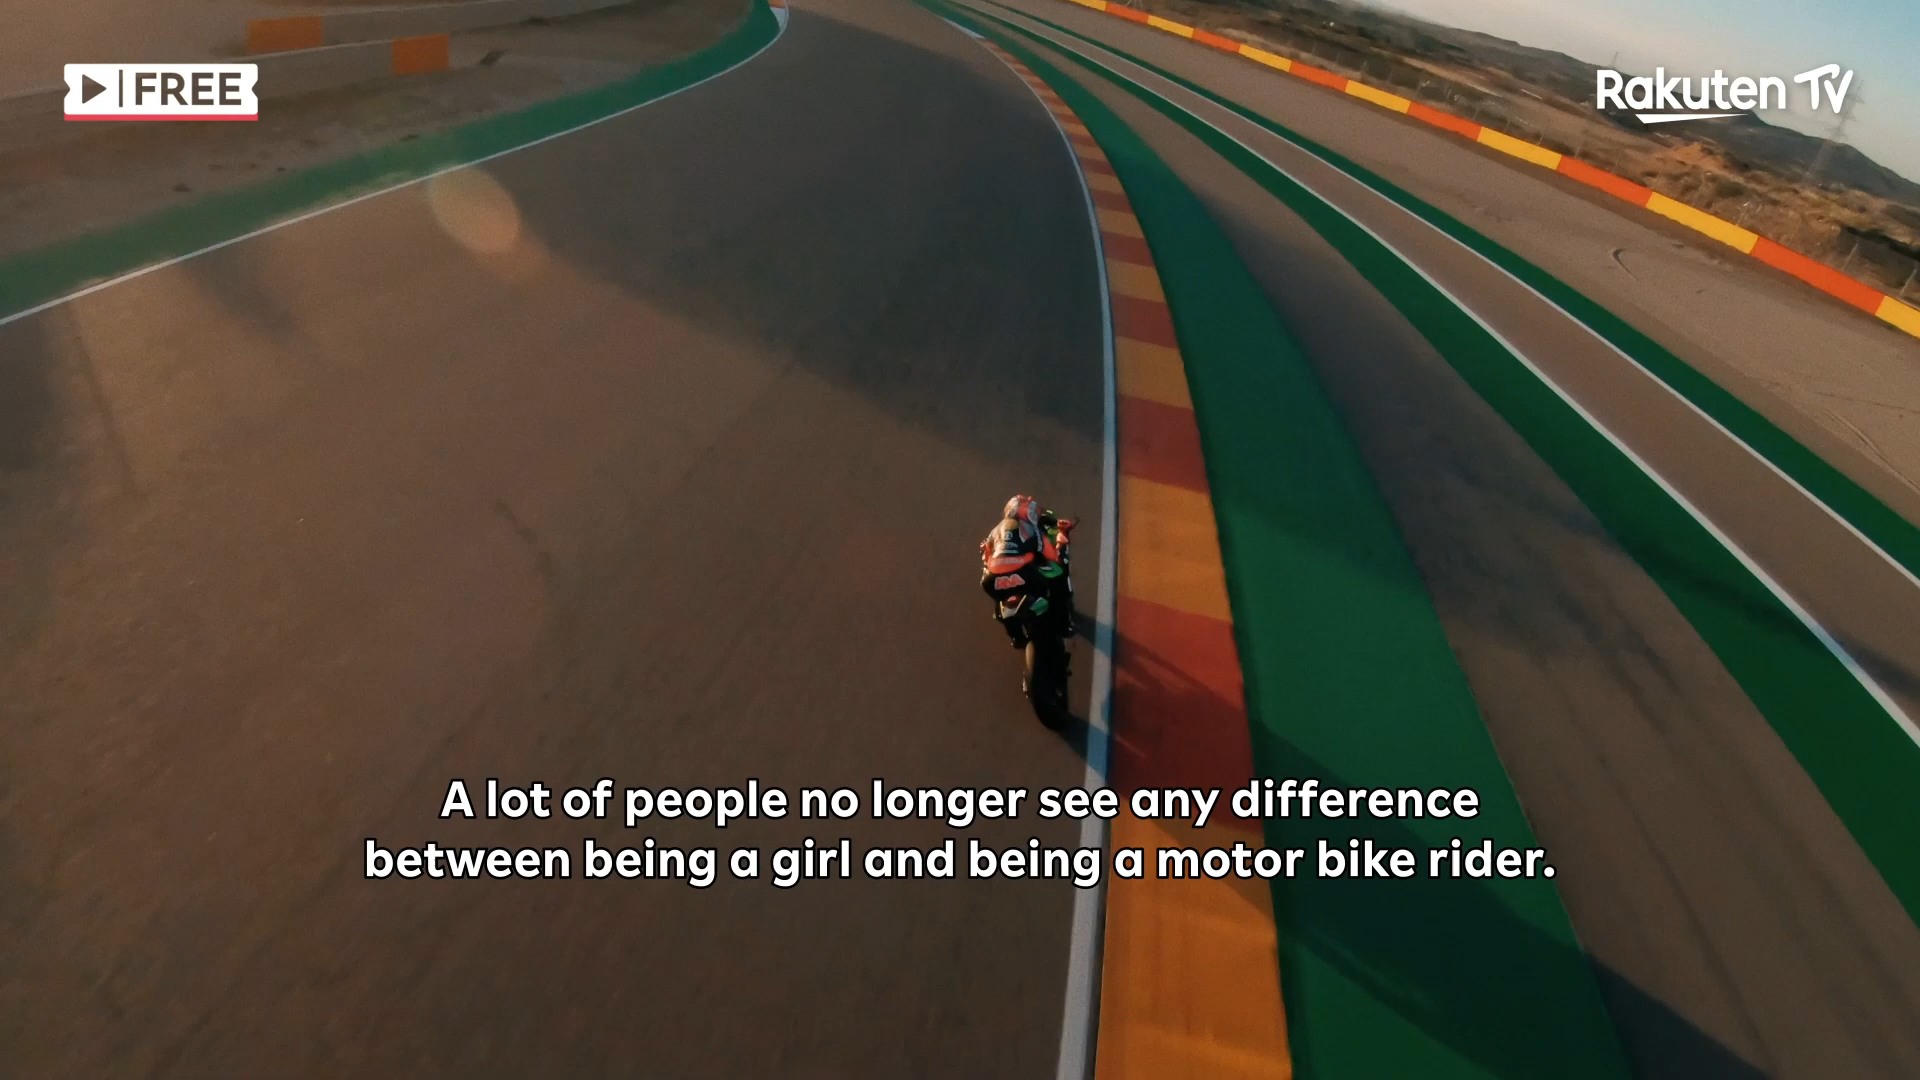 FREE
Rakuten TV
A lot of people no longer see any difference
between being a girl and being a motor bike rider.